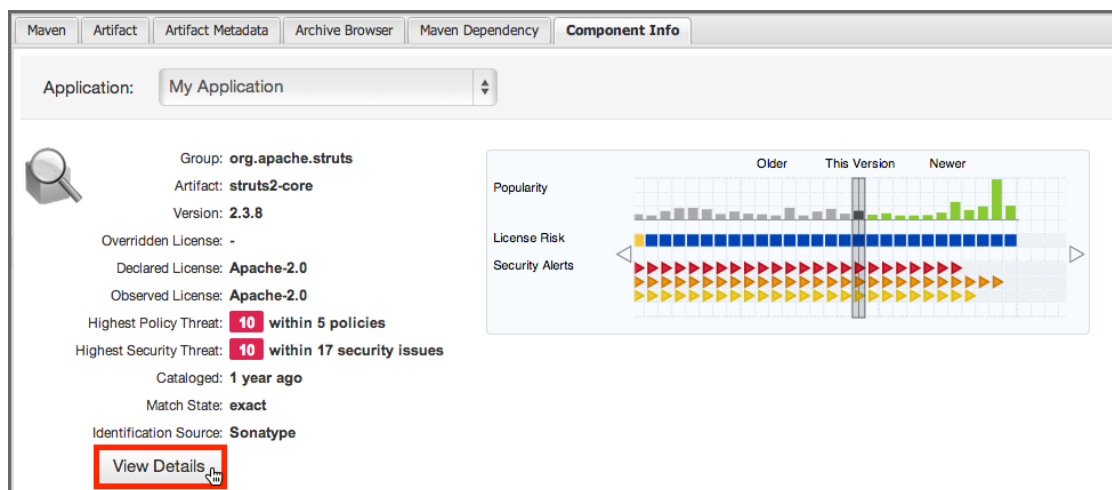 Maven Artifact Artifact Metadata Archive Browser Maven Dependency Component Info
Application: My Application
Group: org.apache.struts
Artifact: struts2-core
Version: 2.3.8
Overridden License: -
Declared License: Apache-2.0
Observed License: Apache-2.0
Highest Policy Threat: 10 within 5 policies
Highest Security Threat: 10 within 17 security issues
Cataloged: 1 year ago
Match State: exact
Identification Source: Sonatype
View Details
Older This Version Newer
Popularity
License Risk
Security Alerts